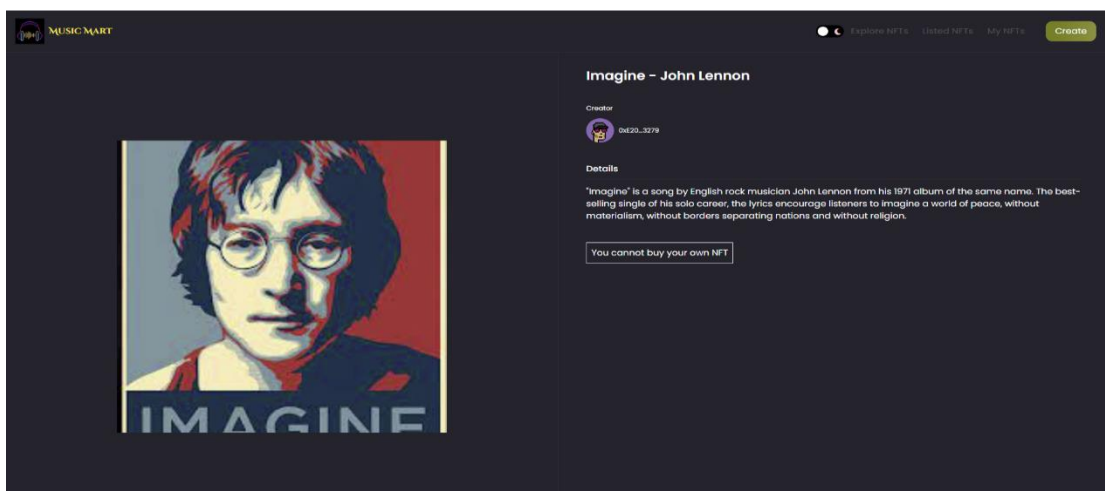 MUSIC MART
Explore NFTs Listed NFTs My NFTs Create
Imagine - John Lennon
Creator
0xE20...3279
Details
"Imagine" is a song by English rock musician John Lennon from his 1971 album of the same name. The best-
selling single of his solo career, the lyrics encourage listeners to imagine a world of peace, without
materialism, without borders separating nations and without religion.
You cannot buy your own NFT
IMAGINE